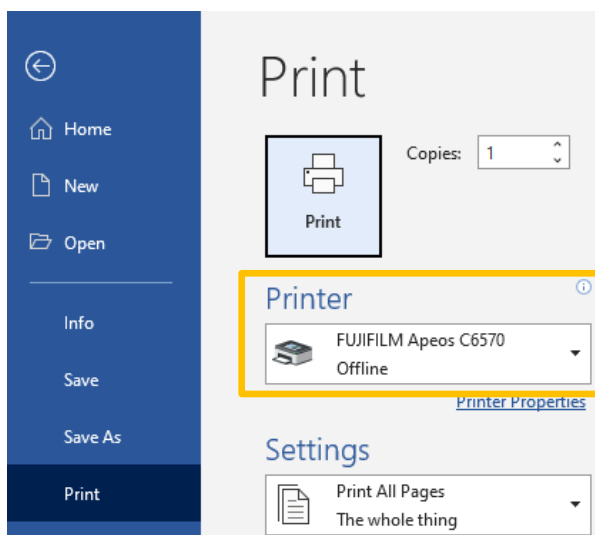 Print
Home
New
Open
Info
Save
Save As
Print
Print
Copies: 1
Printer
FUJIFILM Apeos C6570
Offline
Printer Properties
Settings
Print All Pages
The whole thing